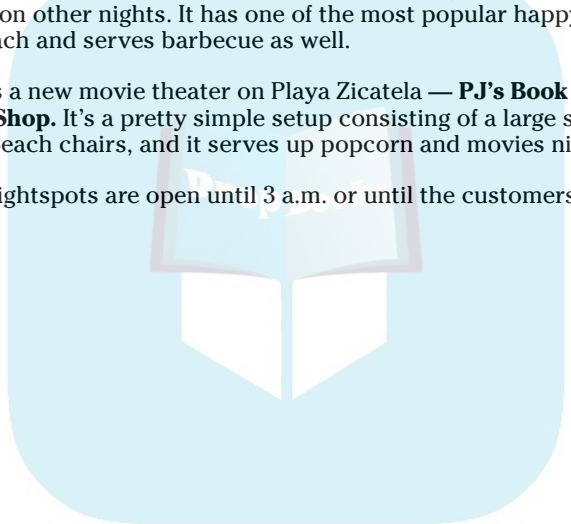 on other nights. It has one of the most popular happy
ach and serves barbecue as well.
s a new movie theater on Playa Zicatela — PJ's Book
Shop. It's a pretty simple setup consisting of a large s
beach chairs, and it serves up popcorn and movies ni
DropBooks
ightspots are open until 3 a.m. or until the customers